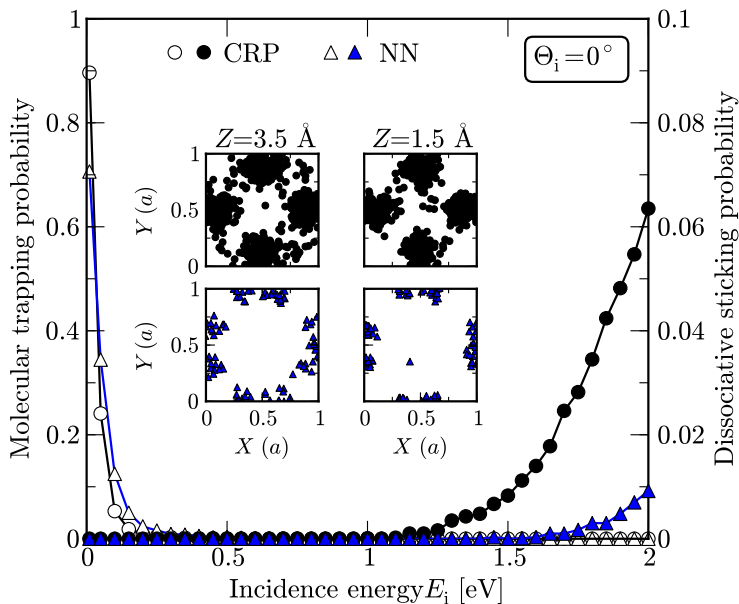 CRP NN
Θi=0°
Z=3.5 Å Z=1.5 Å
Molecular trapping probability
Dissociative sticking probability
1 0.1
0.8 0.08
0.6 0.06
0.4 0.04
0.2 0.02
0 0
1
0.5
0
Y (a)
1
0.5
0
Y (a)
1
0.5
0
1
0.5
0
0 0.5 1 0 0.5 1
X (a) X (a)
0 0.5 1 1.5 2
Incidence energyEi [eV]